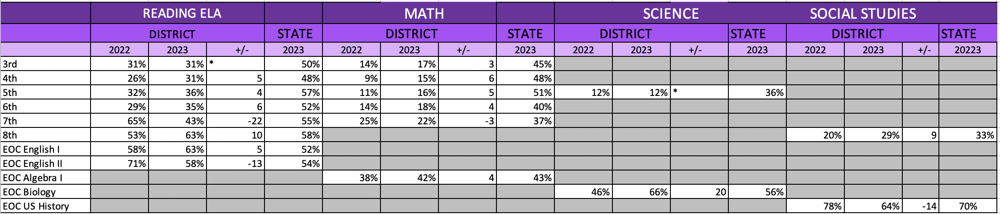 READING ELA MATH SCIENCE SOCIAL STUDIES
DISTRICT STATE DISTRICT STATE DISTRICT STATE DISTRICT STATE
2022 2023 +/- 2023 2022 2023 +/- 2023 2022 2023 +/- 2023 2022 2023 +/- 20223
3rd 31% 31% * 50% 14% 17% 3 45%
4th 26% 31% 5 48% 9% 15% 6 48%
5th 32% 36% 4 57% 11% 16% 5 51% 12% 12% * 36%
6th 29% 35% 6 52% 14% 18% 4 40%
7th 65% 43% -22 55% 25% 22% -3 37%
8th 53% 63% 10 58% 20% 29% 9 33%
EOC English I 58% 63% 5 52%
EOC English II 71% 58% -13 54%
EOC Algebra I 38% 42% 4 43%
EOC Biology 46% 66% 20 56%
EOC US History 78% 64% -14 70%